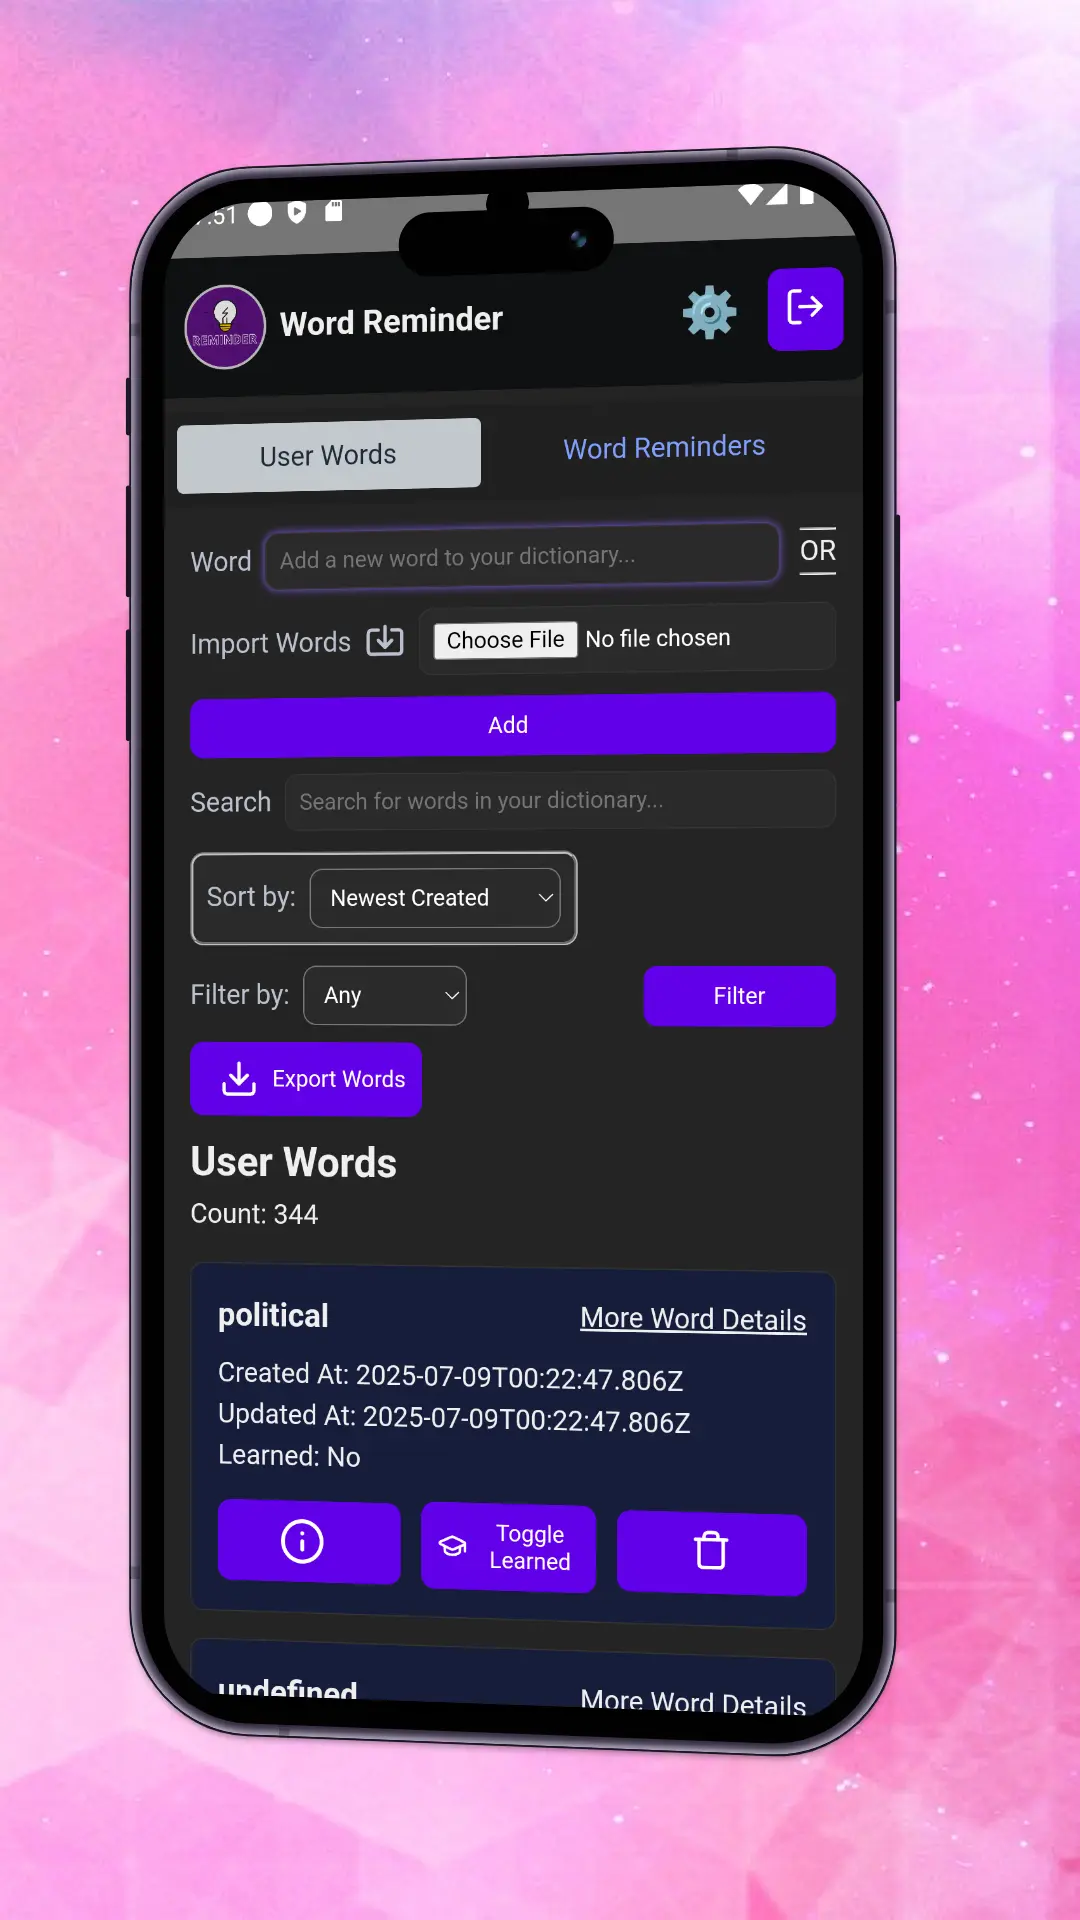 :51
REMINDER
Word Reminder
User Words
Word Reminders
Word
Add a new word to your dictionary...
OR
Import Words
Choose File No file chosen
Add
Search
Search for words in your dictionary...
Sort by:
Newest Created
Filter by:
Any
Filter
Export Words
User Words
Count: 344
political
More Word Details
Created At: 2025-07-09T00:22:47.806Z
Updated At: 2025-07-09T00:22:47.806Z
Learned: No
Toggle
Learned
undefined
More Word Details